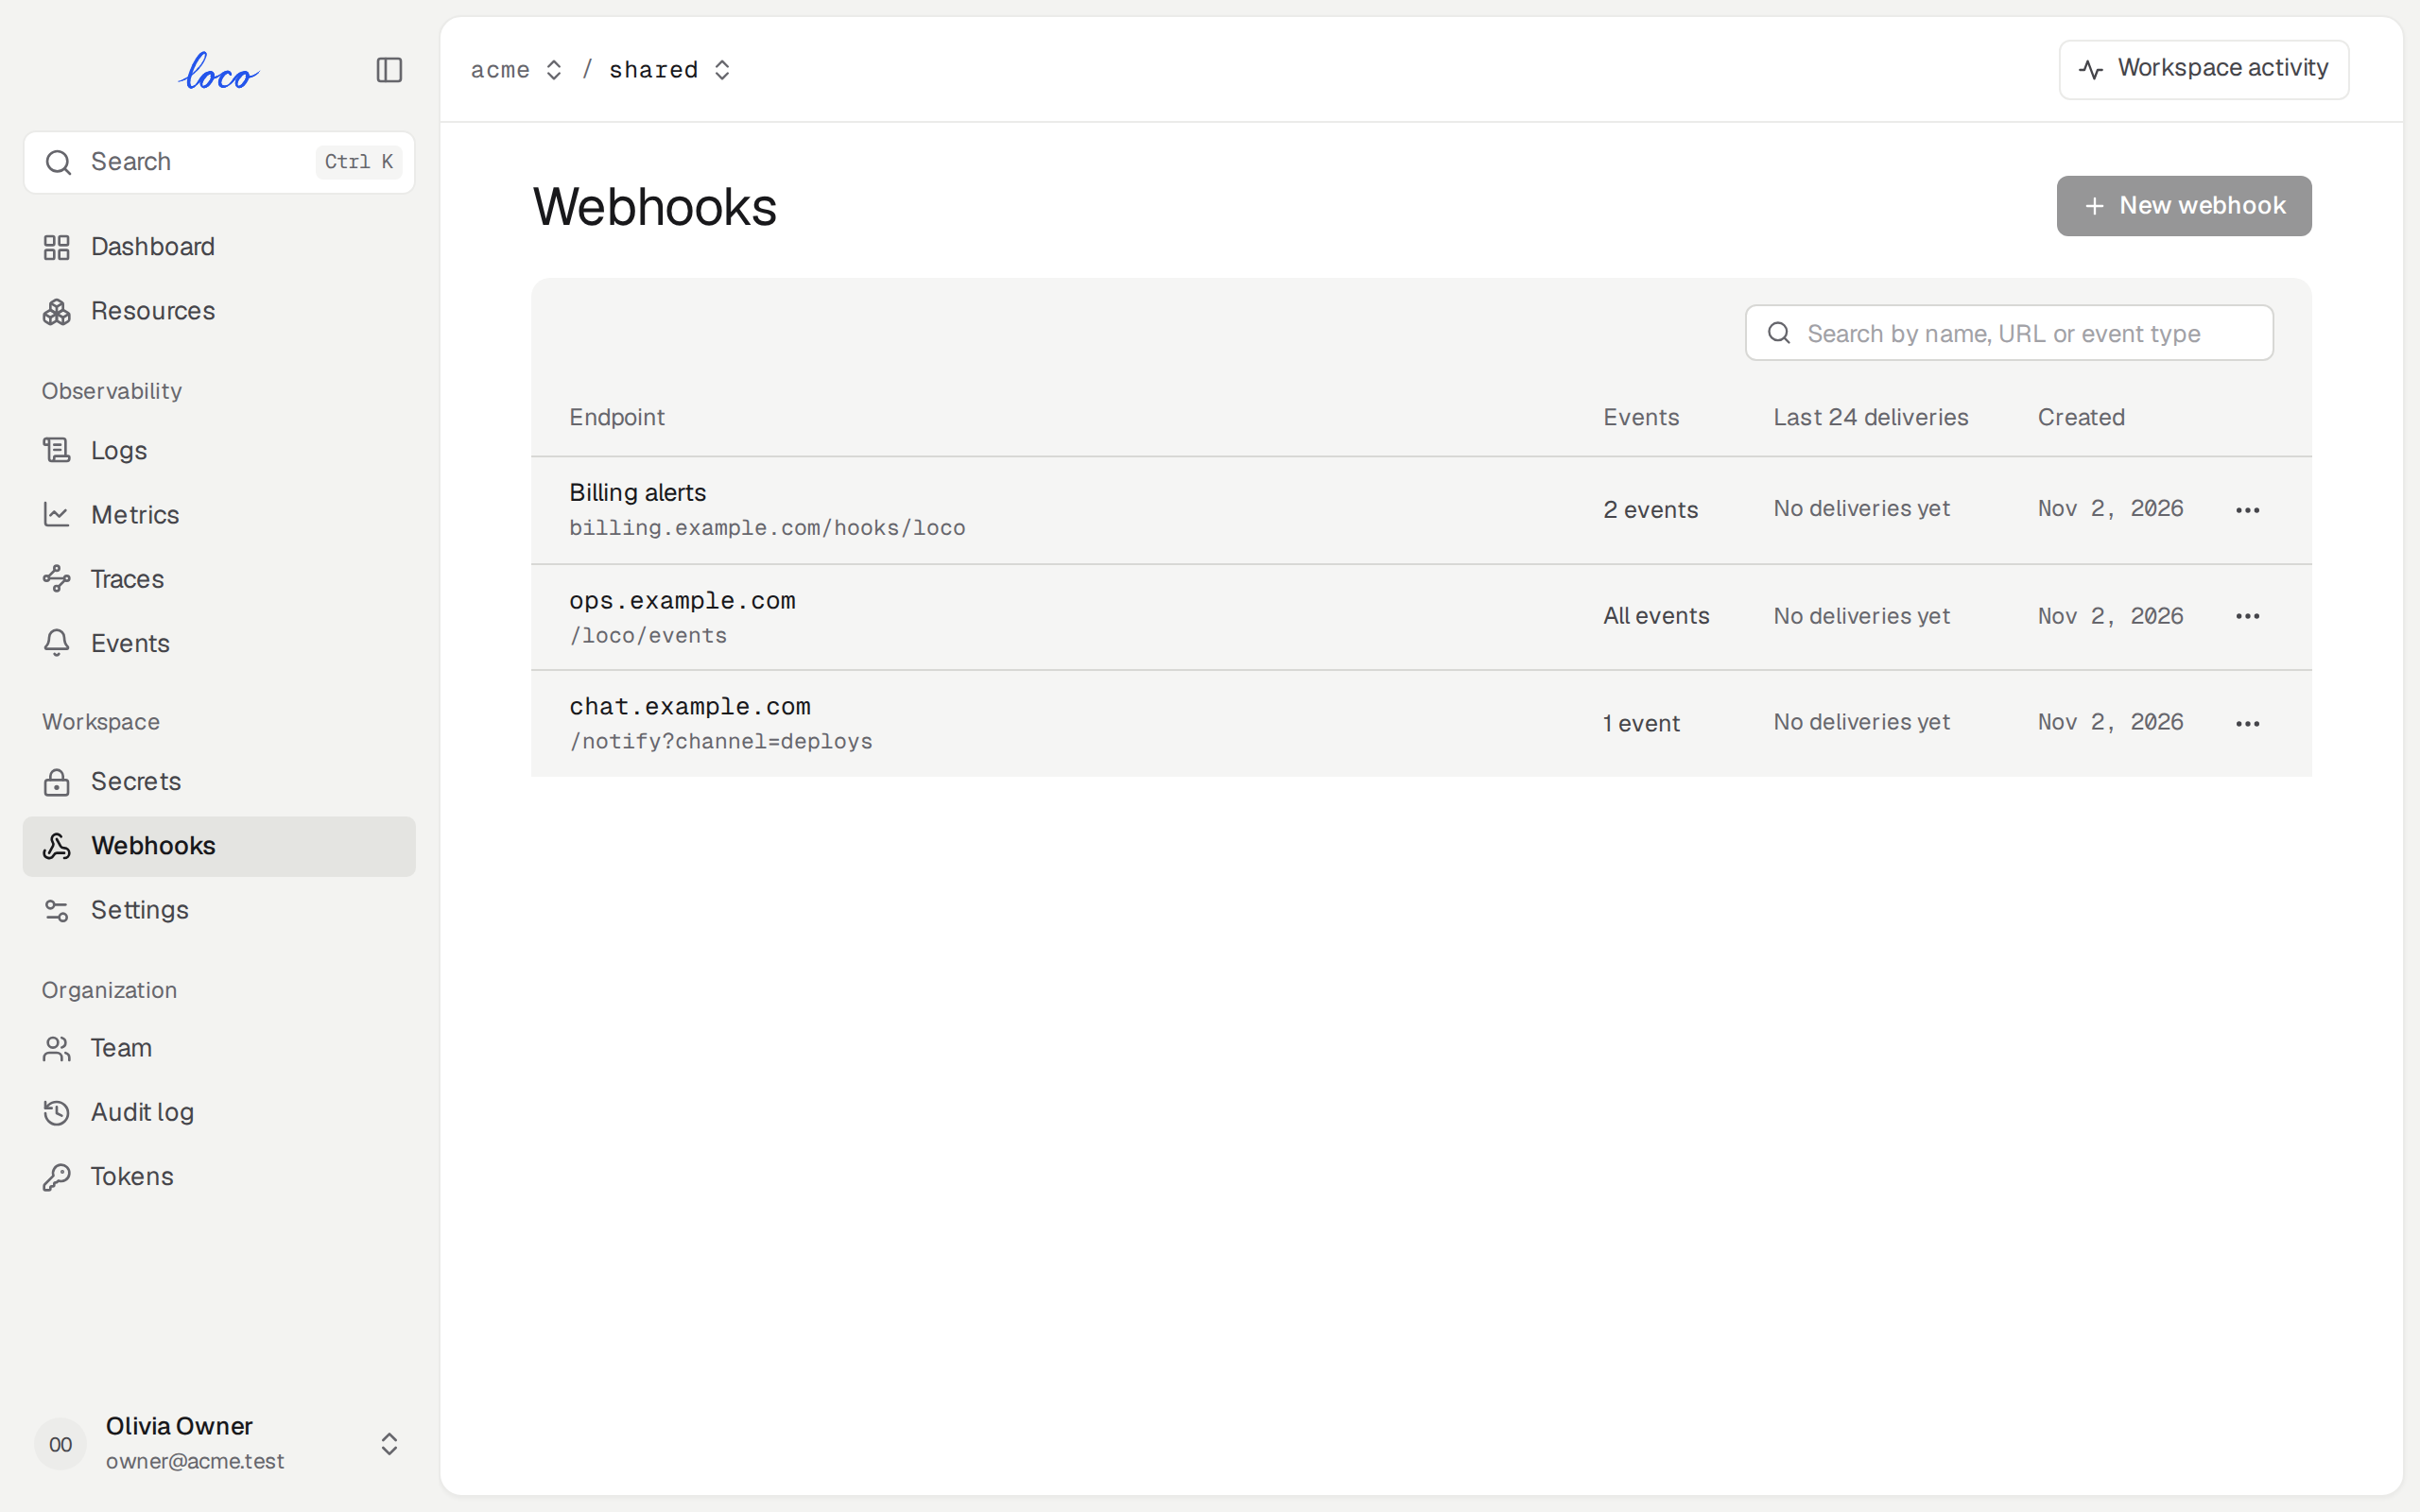 loco
acme / shared
Workspace activity
Search Ctrl K
Dashboard
Resources
Observability
Logs
Metrics
Traces
Events
Workspace
Secrets
Webhooks
Settings
Organization
Team
Audit log
Tokens
OO
Olivia Owner
owner@acme.test
Webhooks
New webhook
Search by name, URL or event type
Endpoint Events Last 24 deliveries Created
Billing alerts
billing.example.com/hooks/loco
2 events No deliveries yet Nov 2, 2026
ops.example.com
/loco/events
All events No deliveries yet Nov 2, 2026
chat.example.com
/notify?channel=deploys
1 event No deliveries yet Nov 2, 2026